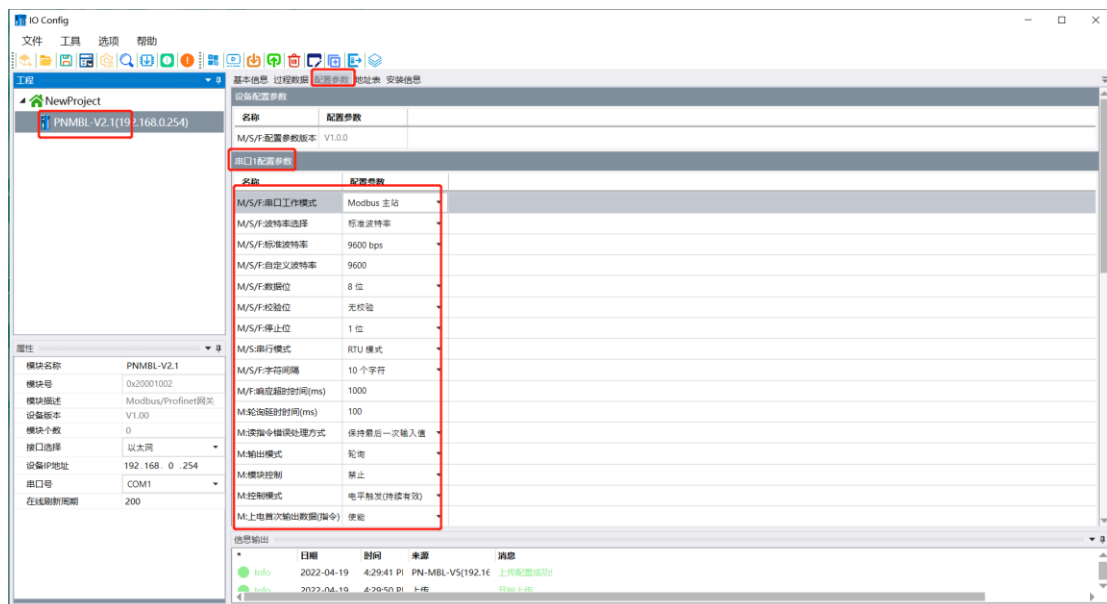 IO Config
文件 工具 选项 帮助
工程
NewProject
PNMBL-V2.1(192.168.0.254)
基本信息 过程数据 配置参数 地址表 安装信息
设备配置参数
名称 配置参数
M/S/F:配置参数版本 V1.0.0
串口1配置参数
名称 配置参数
M/S/F:串口工作模式 Modbus 主站
M/S/F:波特率选择 标准波特率
M/S/F:标准波特率 9600 bps
M/S/F:自定义波特率 9600
M/S/F:数据位 8 位
M/S/F:校验位 无校验
M/S/F:停止位 1 位
M/S:串行模式 RTU 模式
M/S/F:字符间隔 10 个字符
M/F:响应超时时间(ms) 1000
M:轮询延时时间(ms) 100
M:读指令错误处理方式 保持最后一次输入值
M:输出模式 轮询
M:模块控制 禁止
M:控制模式 电平触发(持续有效)
M:上电首次输出数据(指令) 使能
属性
模块名称 PNMBL-V2.1
模块号 0x20001002
模块描述 Modbus/Profinet网关
设备版本 V1.00
模块个数 0
接口选择 以太网
设备IP地址 192.168. 0 .254
串口号 COM1
在线刷新周期 200
信息输出
* 日期 时间 来源 消息
Info 2022-04-19 4:29:41 PI PN-MBL-V5(192.16 上传配置成功!
Info 2022-04-19 4:29:50 PI 上传 开始上传